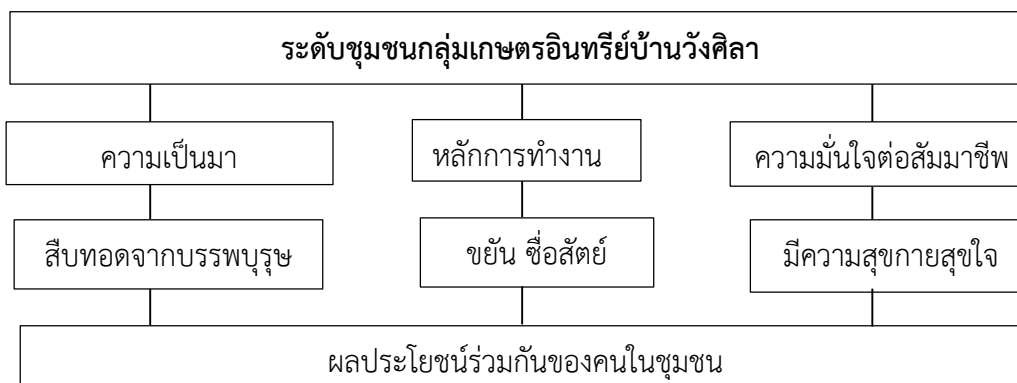 ระดับชุมชนกลุ่มเกษตรอินทรีย์บ้านวังศิลา
ความเป็นมา
หลักการทำงาน
ความมั่นใจต่อสัมมาชีพ
สืบทอดจากบรรพบุรุษ
ขยัน ซื่อสัตย์
มีความสุขกายสุขใจ
ผลประโยชน์ร่วมกันของคนในชุมชน